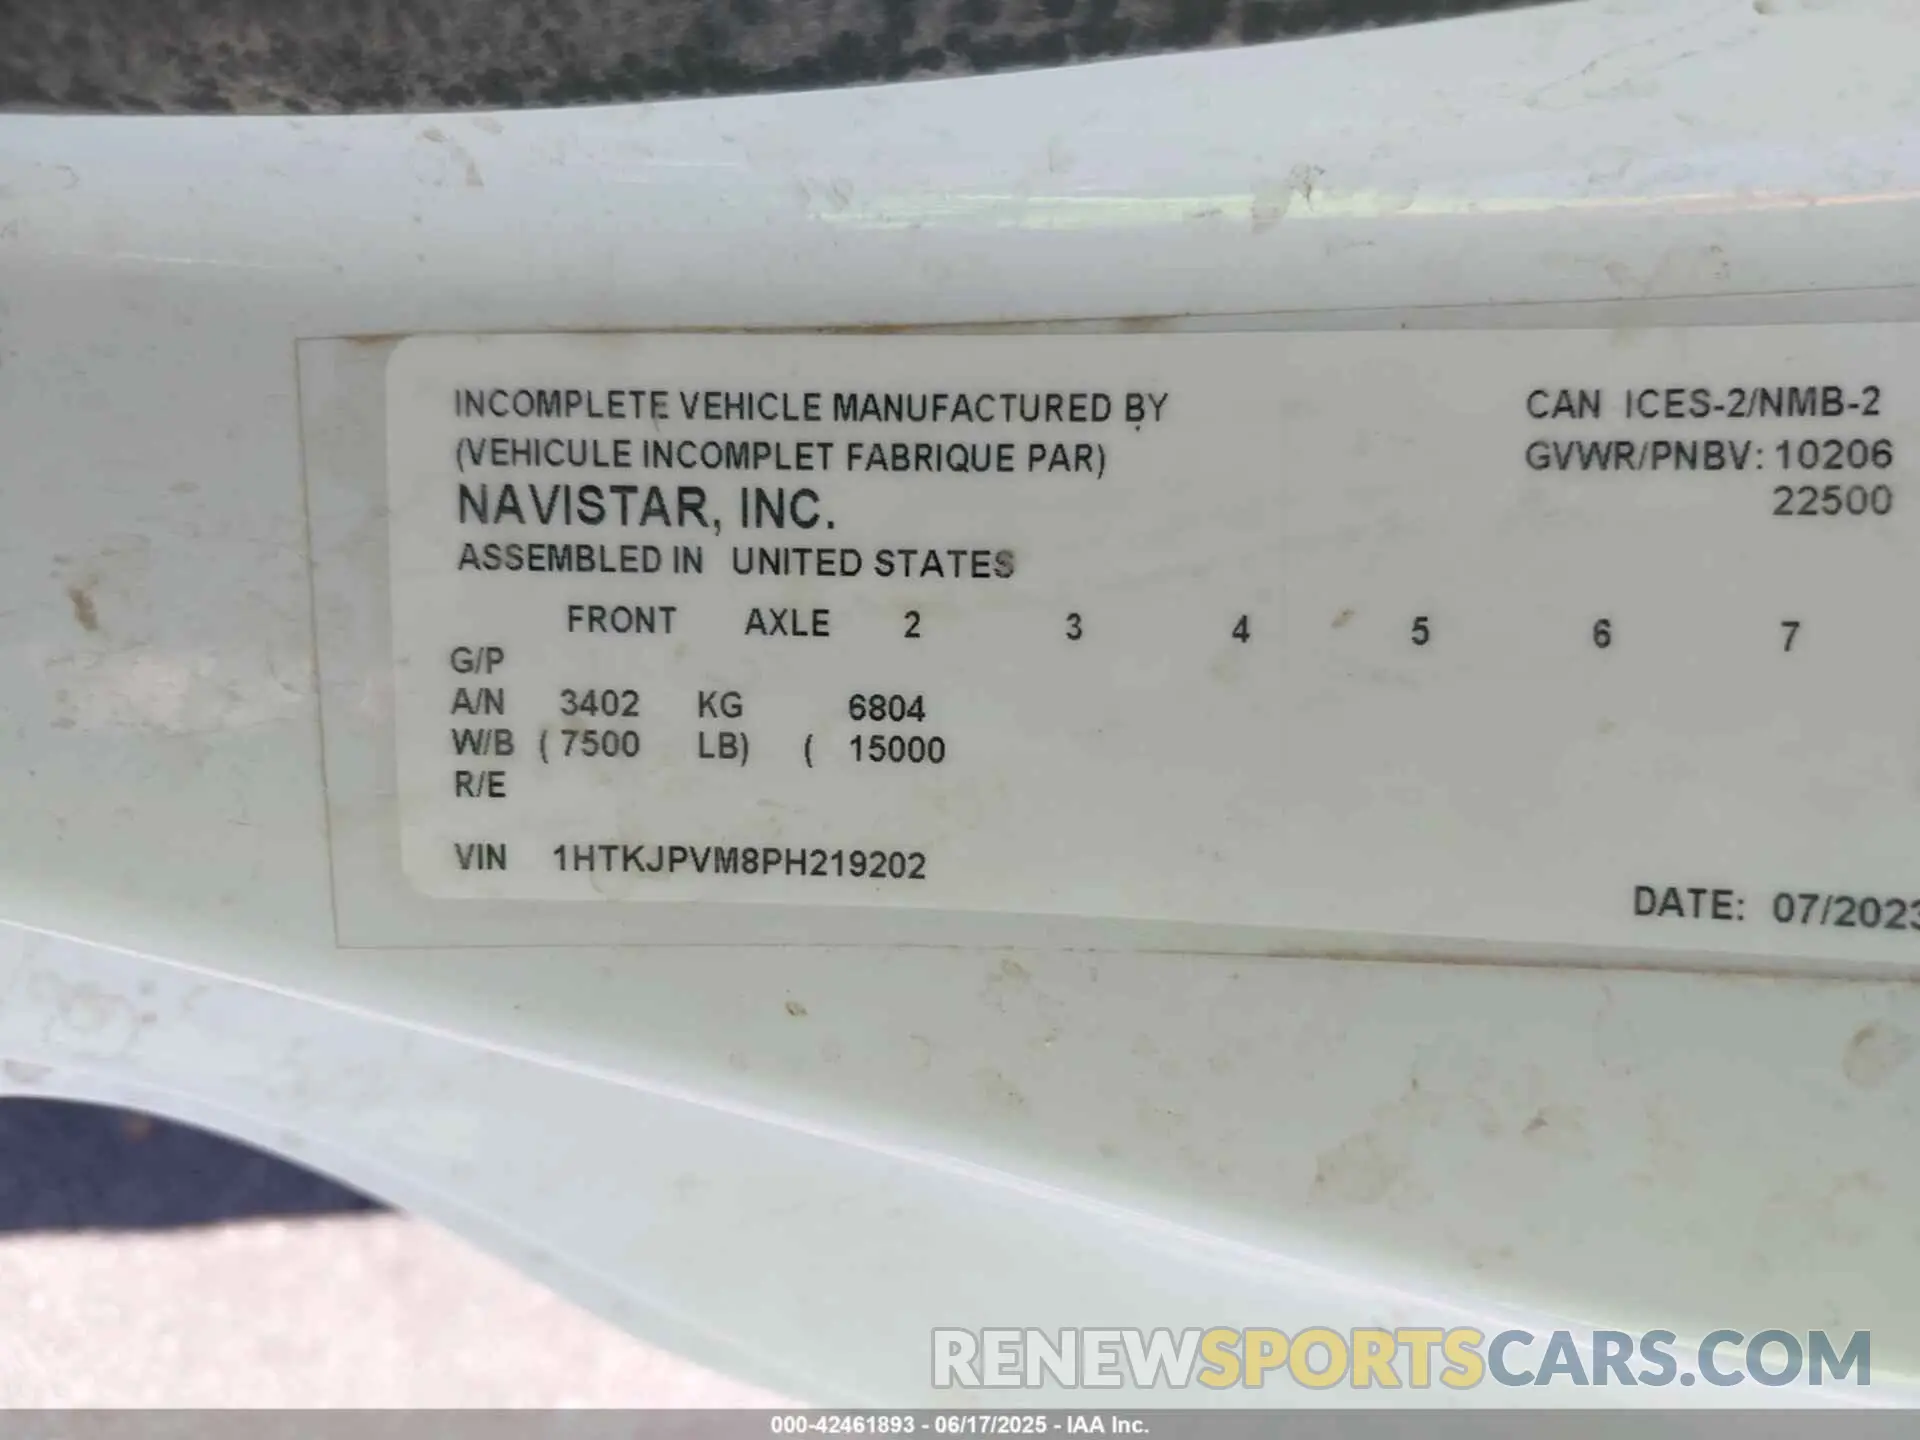 INCOMPLETE VEHICLE MANUFACTURED BY
(VEHICULE INCOMPLET FABRIQUE PAR)
NAVISTAR, INC.
ASSEMBLED IN UNITED STATES
CAN ICES-2/NMB-2
GVWR/PNBV: 10206
22500
FRONT AXLE 2 3 4 5 6 7
G/P
A/N 3402 KG 6804
W/B ( 7500 LB) ( 15000
R/E
VIN 1HTKJPVM8PH219202
DATE: 07/2023
RENEWSPORTSCARS.COM
000-42461893 - 06/17/2025 - IAA Inc.